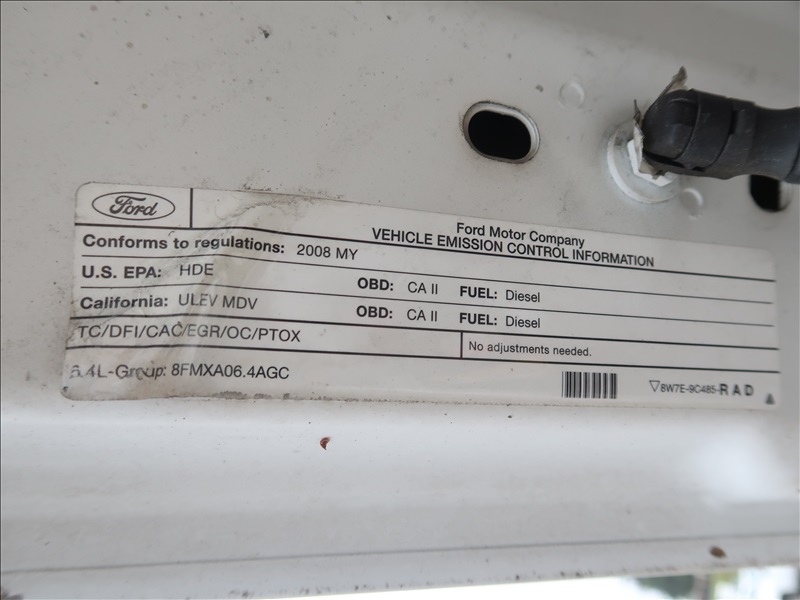 Ford
Ford Motor Company
VEHICLE EMISSION CONTROL INFORMATION
Conforms to regulations: 2008 MY
U.S. EPA: HDE OBD: CA II FUEL: Diesel
California: ULEV MDV OBD: CA II FUEL: Diesel
TC/DFI/CAC/EGR/OC/PTOX No adjustments needed.
6.4L-Group: 8FMXA06.4AGC
8W7E-9C485-RAD